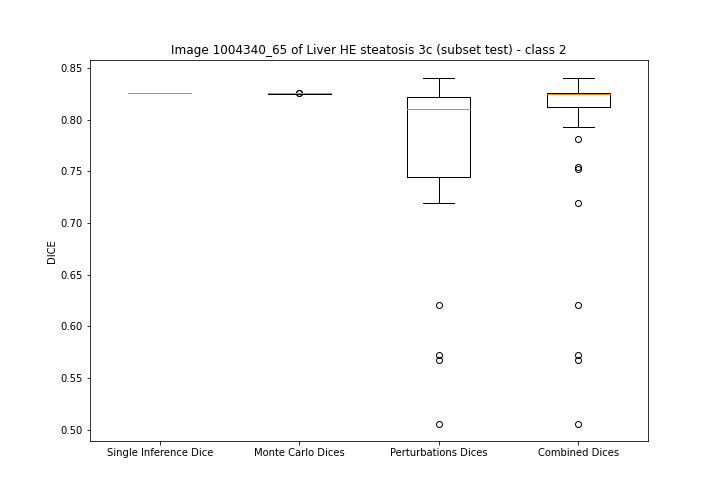 Image 1004340_65 of Liver HE steatosis 3c (subset test) - class 2
0.85
0.80
0.75
0.70
0.65
0.60
0.55
0.50
DICE
Single Inference Dice
Monte Carlo Dices
Perturbations Dices
Combined Dices